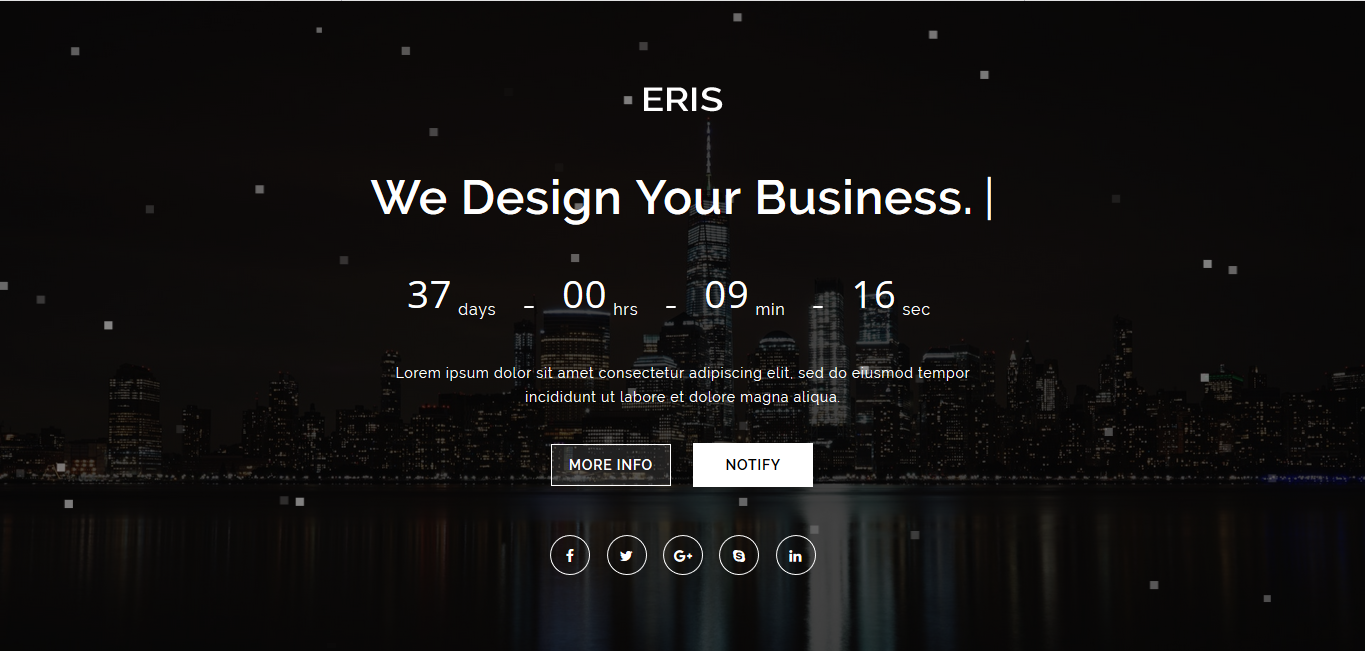 ERIS
We Design Your Business. |
37 days - 00 hrs - 09 min - 16 sec
Lorem ipsum dolor sit amet consectetur adipiscing elit, sed do eiusmod tempor
incididunt ut labore et dolore magna aliqua.
MORE INFO NOTIFY